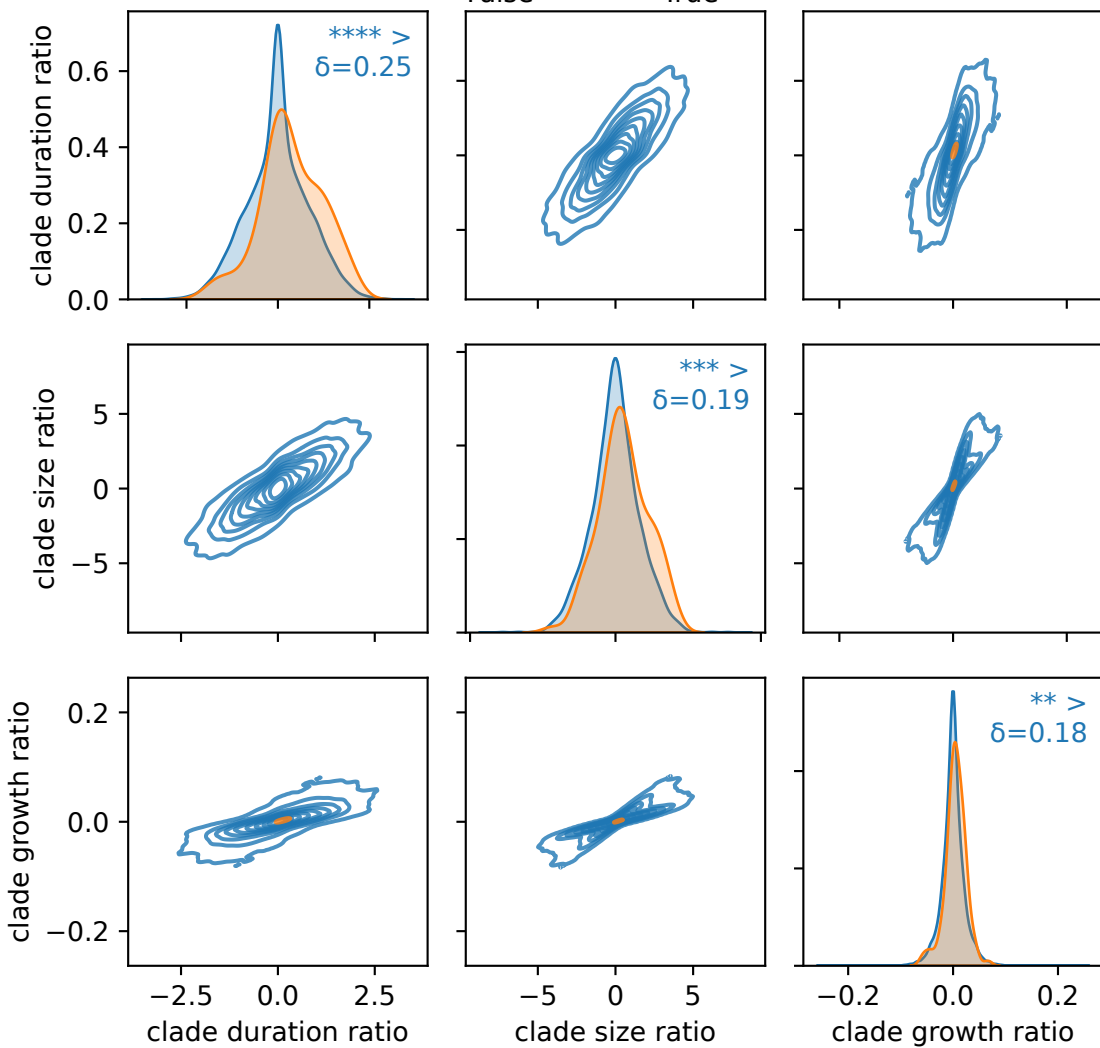 clade duration ratio
0.6
0.4
0.2
0.0
**** >
δ=0.25
clade size ratio
5
0
−5
*** >
δ=0.19
clade growth ratio
0.2
0.0
−0.2
** >
δ=0.18
−2.5 0.0 2.5
−5 0 5
−0.2 0.0 0.2
clade duration ratio
clade size ratio
clade growth ratio